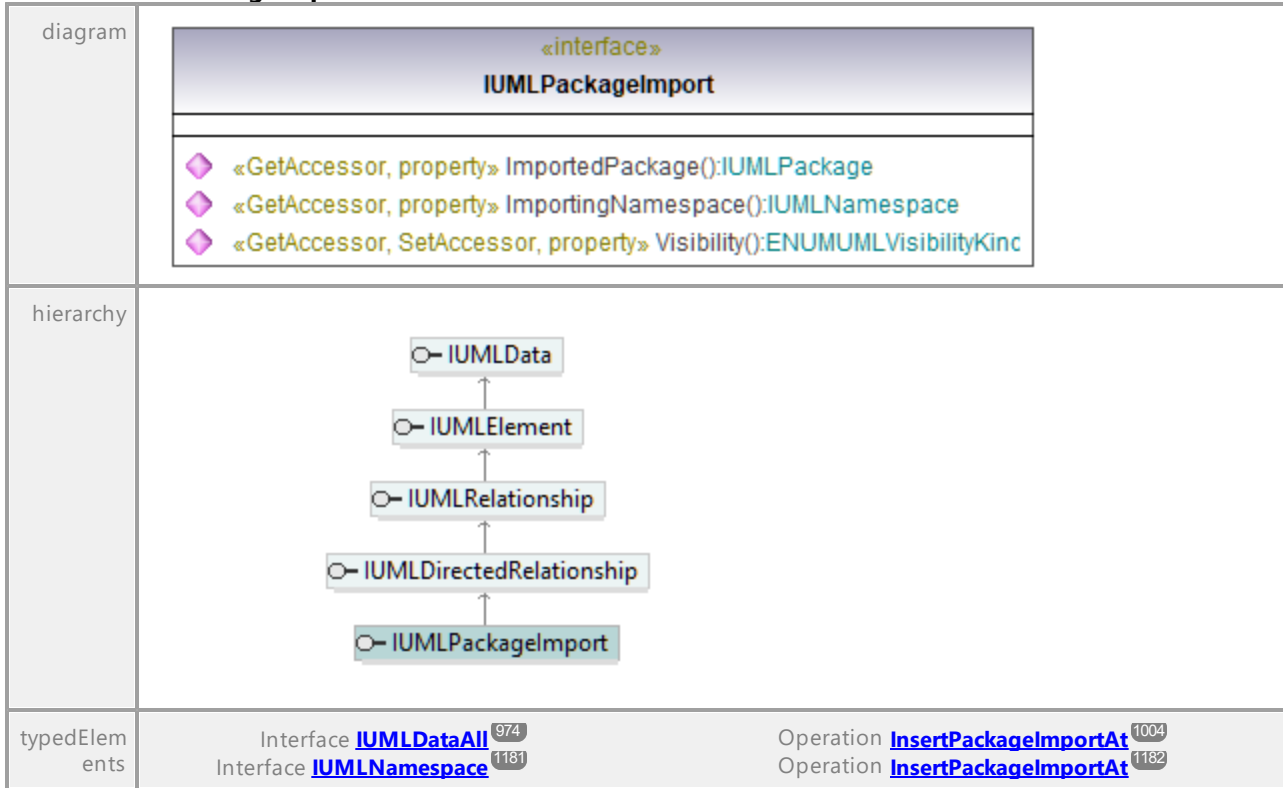 diagram
«interface»
IUMLPackageImport
«GetAccessor, property» ImportedPackage():IUMLPackage
«GetAccessor, property» ImportingNamespace():IUMLNamespace
«GetAccessor, SetAccessor, property» Visibility():ENUMUMLVisibilityKind
hierarchy
IUMLData
IUMLElement
IUMLRelationship
IUMLDirectedRelationship
IUMLPackageImport
typedElem
ents
Interface IUMLDataAll 974 Operation InsertPackageImportAt 1004
Interface IUMLNamespace 1181 Operation InsertPackageImportAt 1182